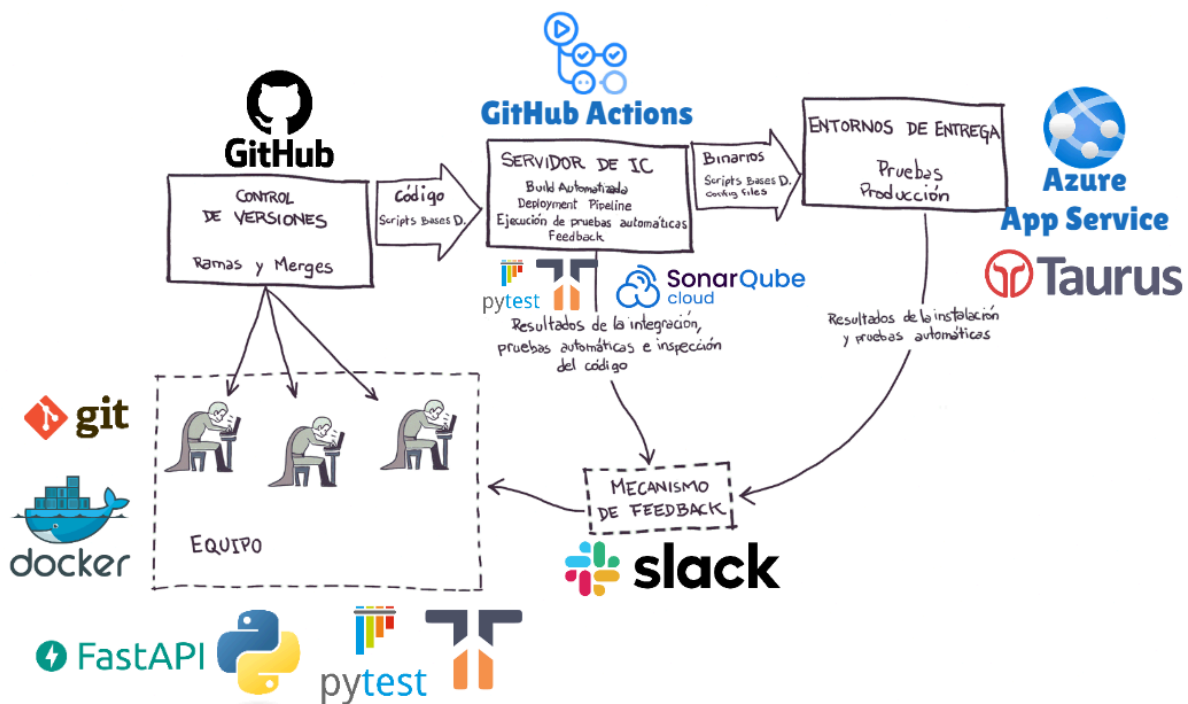 GitHub Actions
GitHub
CONTROL
DE VERSIONES
Ramas y Merges
Código
Scripts Bases D.
SERVIDOR DE IC
Build Automatizada
Deployment Pipeline
Ejecución de pruebas automáticas
Feedback
Binarios
Scripts Bases D.
Config Files
ENTORNOS DE ENTREGA
Pruebas
Producción
Azure
App Service
Taurus
pytest
SonarQube
cloud
Resultados de la integración,
pruebas automáticas e inspección
del código
Resultados de la instalación
y pruebas automáticas
git
docker
EQUIPO
MECANISMO
DE FEEDBACK
slack
FastAPI
pytest